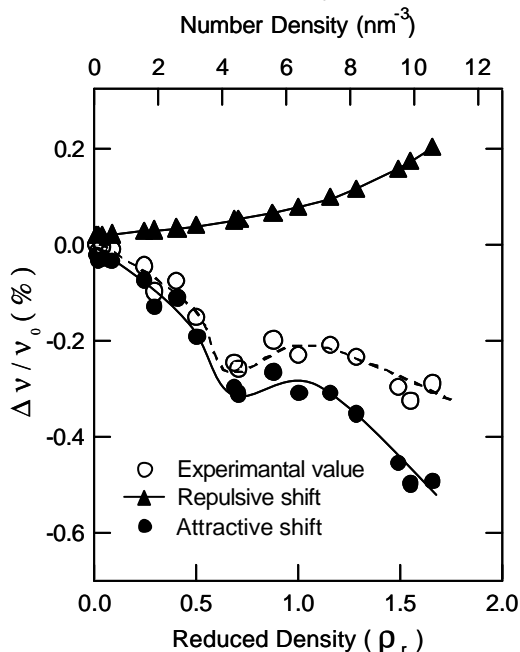 Number Density (nm-3)
0 2 4 6 8 10 12
0.2
0.0
-0.2
-0.4
-0.6
Δν/ν0(%)
Experimantal value
Repulsive shift
Attractive shift
0.0 0.5 1.0 1.5 2.0
Reduced Density (ρr)